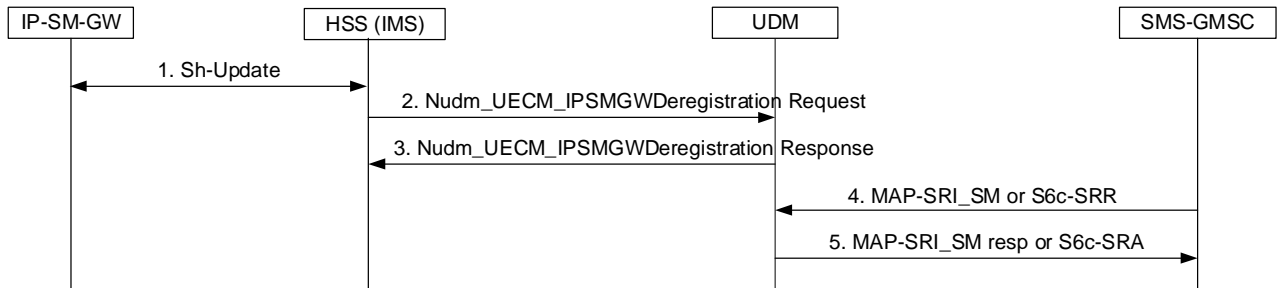 IP-SM-GW
HSS (IMS)
UDM
SMS-GMSC
1. Sh-Update
2. Nudm_UECM_IPSMGWDeregistration Request
3. Nudm_UECM_IPSMGWDeregistration Response
4. MAP-SRI_SM or S6c-SRR
5. MAP-SRI_SM resp or S6c-SRA